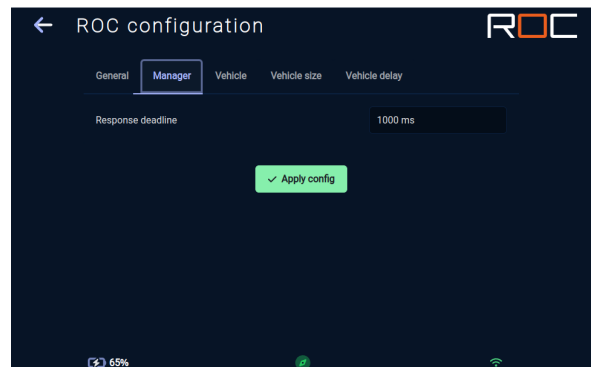 ROC configuration
ROC
General Manager Vehicle Vehicle size Vehicle delay
Response deadline 1000 ms
Apply config
65%